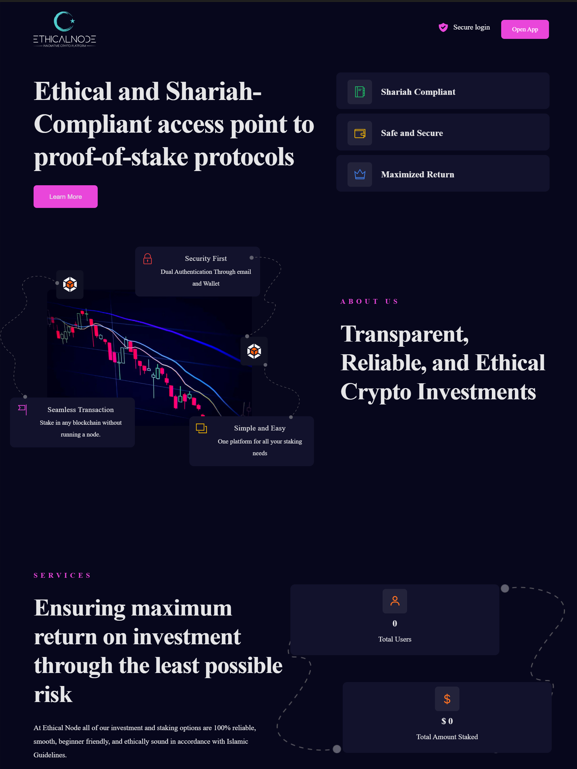 ETHICALNODE
INNOVATIVE CRYPTO PLATFORM
Secure login
Open App
Ethical and Shariah-
Compliant access point to
proof-of-stake protocols
Learn More
Shariah Compliant
Safe and Secure
Maximized Return
Security First
Dual Authentication Through email
and Wallet
Seamless Transaction
Stake in any blockchain without
running a node.
Simple and Easy
One platform for all your staking
needs
ABOUT US
Transparent,
Reliable, and Ethical
Crypto Investments
SERVICES
Ensuring maximum
return on investment
through the least possible
risk
At Ethical Node all of our investment and staking options are 100% reliable,
smooth, beginner friendly, and ethically sound in accordance with Islamic
Guidelines.
0
Total Users
$
$ 0
Total Amount Staked